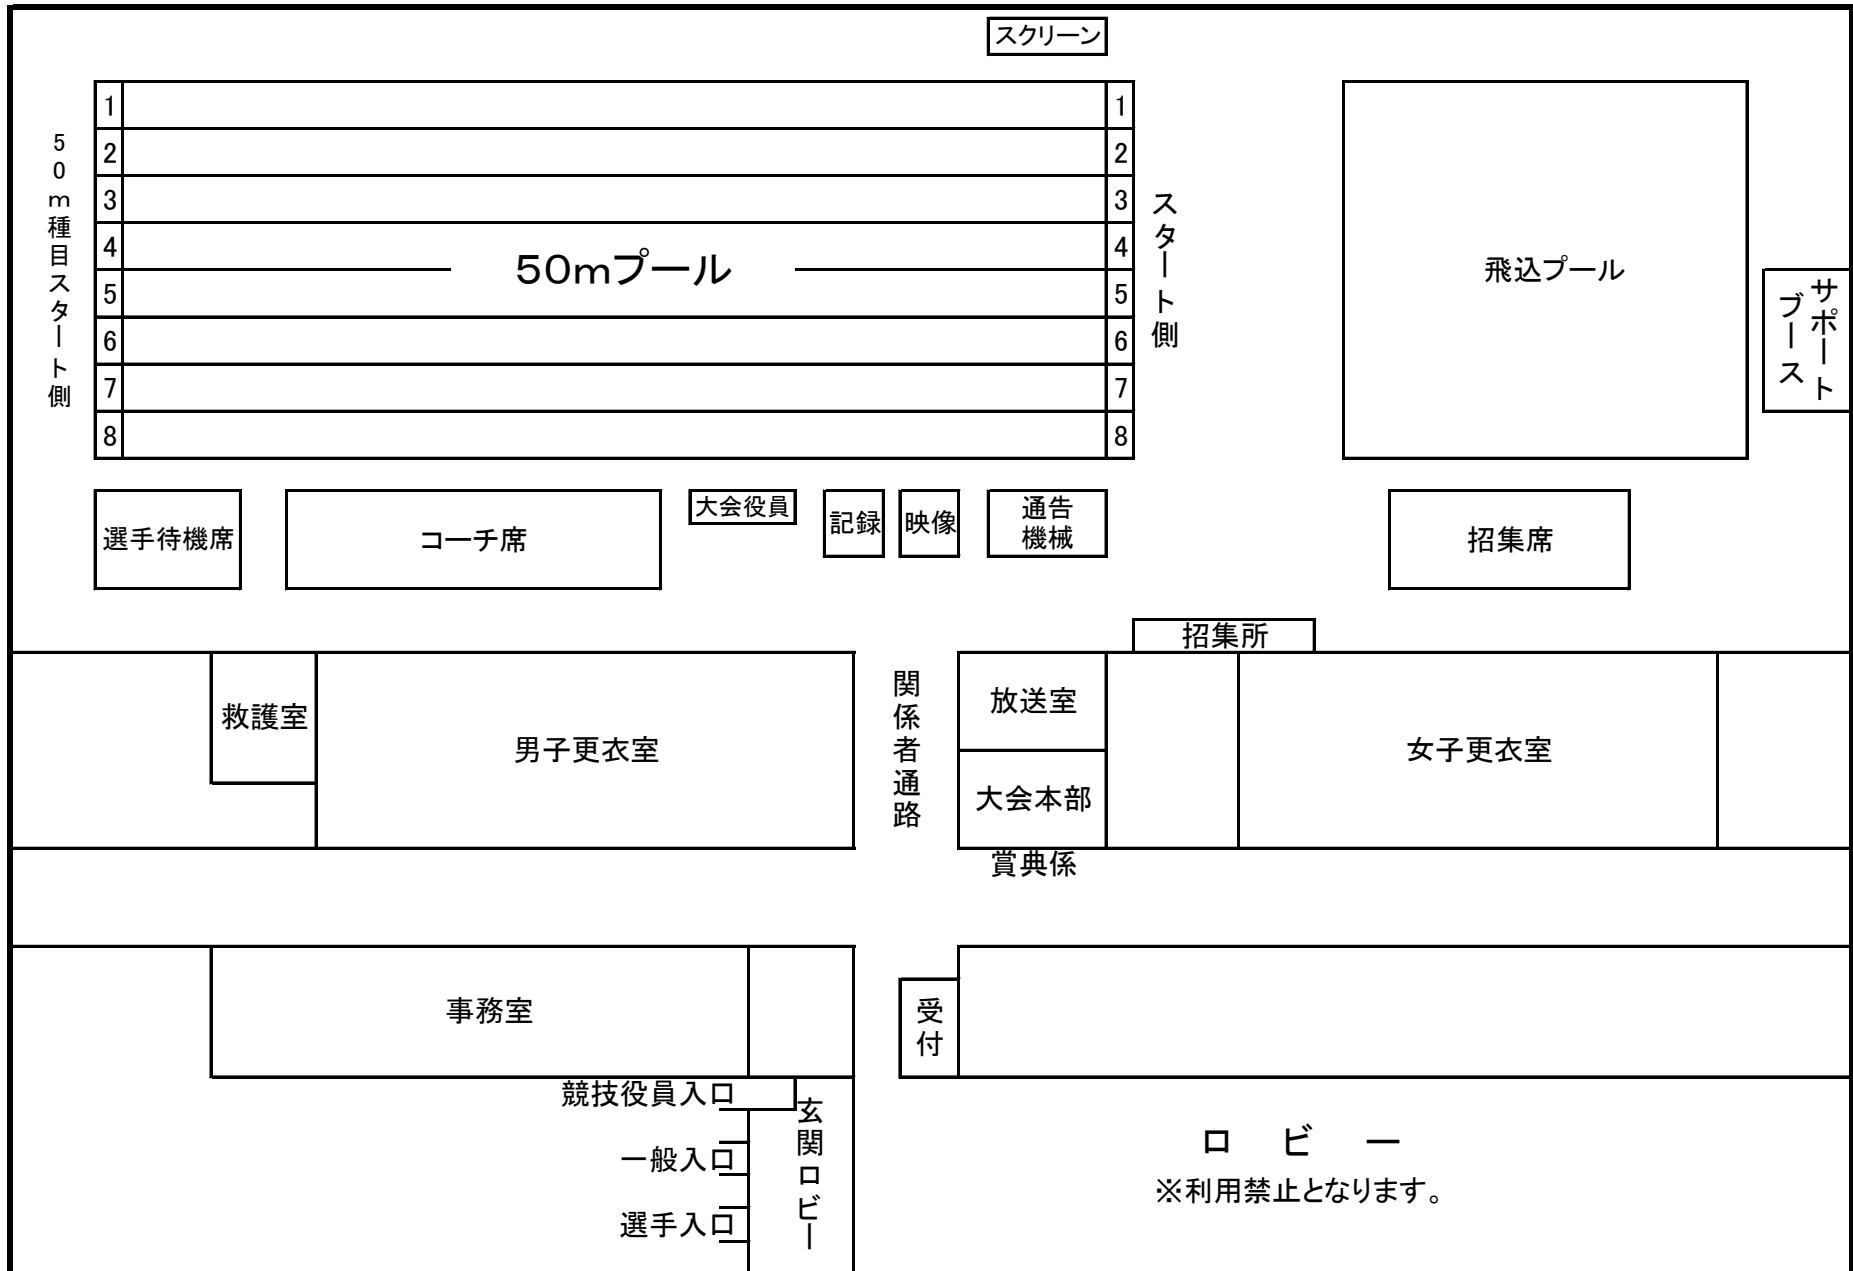 スクリーン
1
2
3
4
5
6
7
8
1
2
3
4
5
6
7
8
50m種目スタート側
50mプール
スタート側
飛込プール
サポート
ブース
選手待機席
コーチ席
大会役員
記録
映像
通告
機械
招集席
招集所
救護室
男子更衣室
関係者通路
放送室
大会本部
女子更衣室
賞典係
事務室
受付
競技役員入口
一般入口
選手入口
玄関ロビー
ロビー
※利用禁止となります。